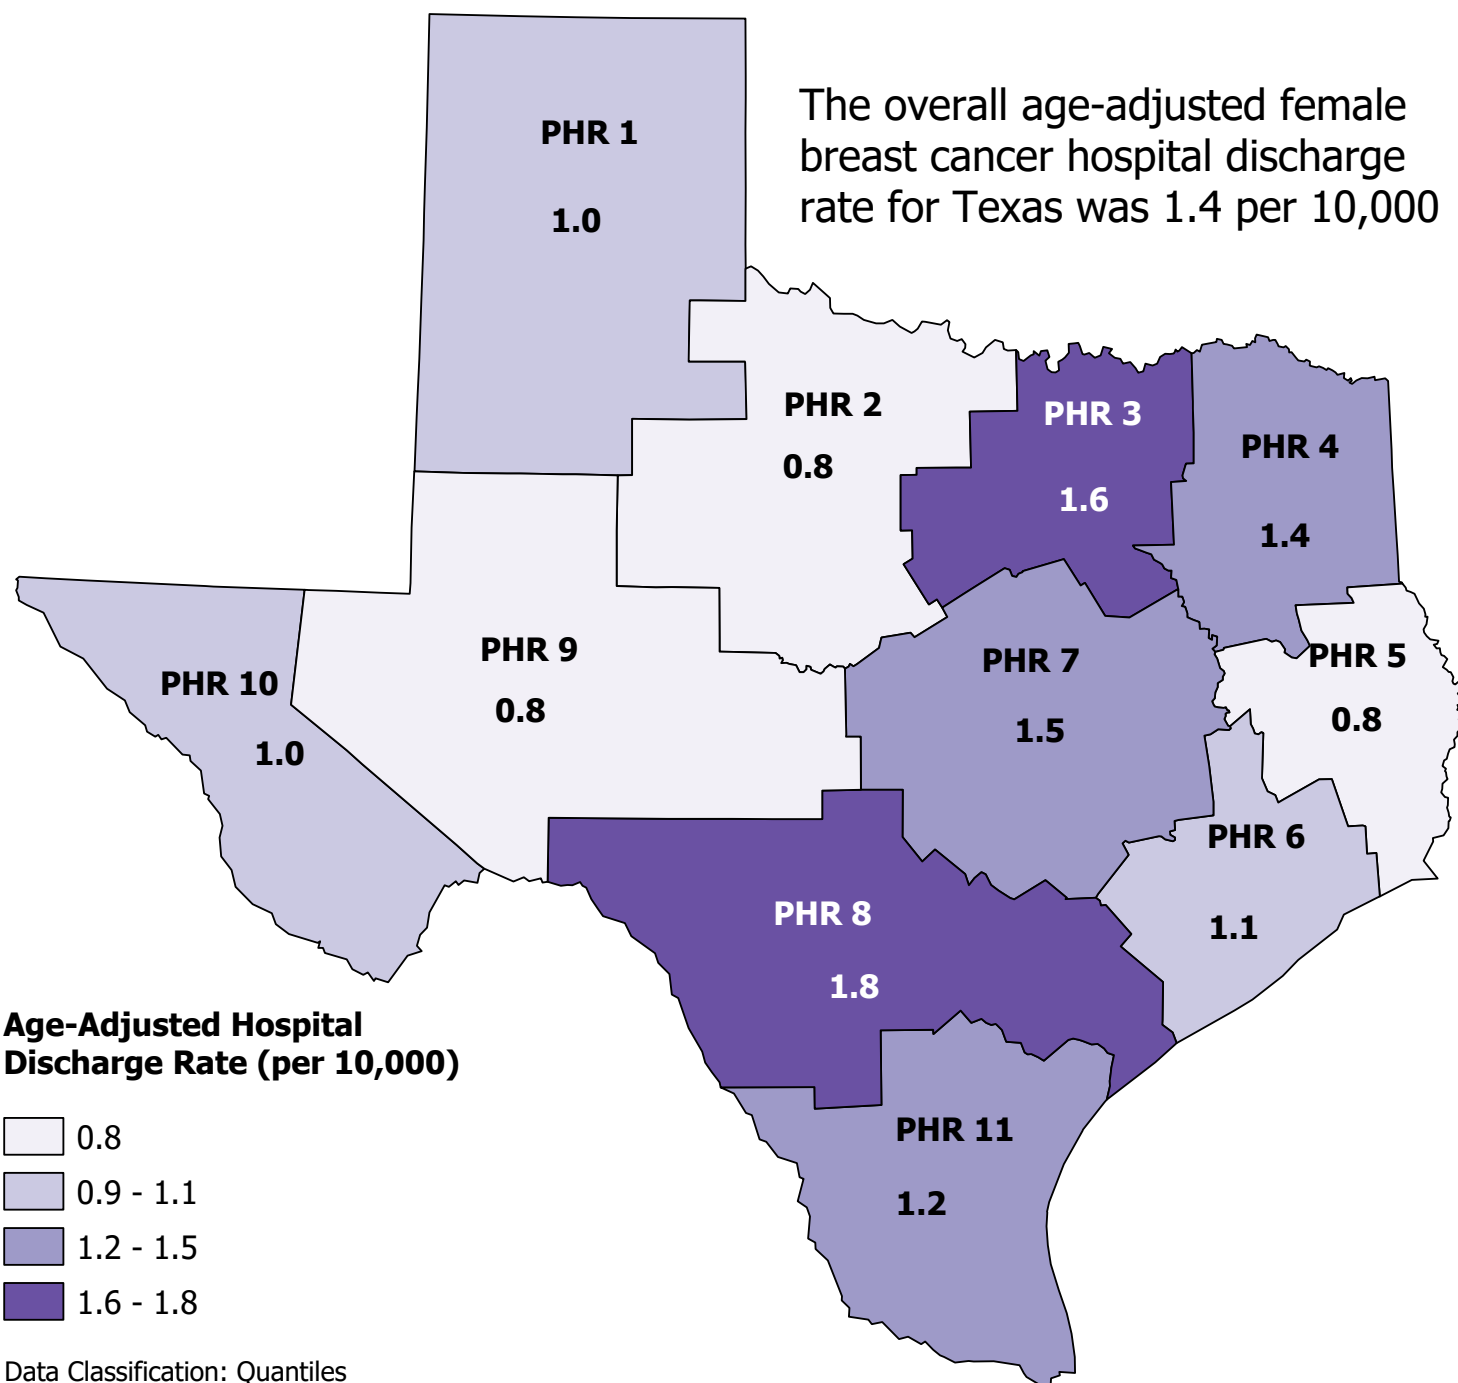 The overall age-adjusted female
breast cancer hospital discharge
rate for Texas was 1.4 per 10,000
PHR 1
1.0
PHR 2
0.8
PHR 3
1.6
PHR 4
1.4
PHR 9
0.8
PHR 10
1.0
PHR 7
1.5
PHR 5
0.8
PHR 6
1.1
PHR 8
1.8
PHR 11
1.2
Age-Adjusted Hospital
Discharge Rate (per 10,000)
0.8
0.9 - 1.1
1.2 - 1.5
1.6 - 1.8
Data Classification: Quantiles